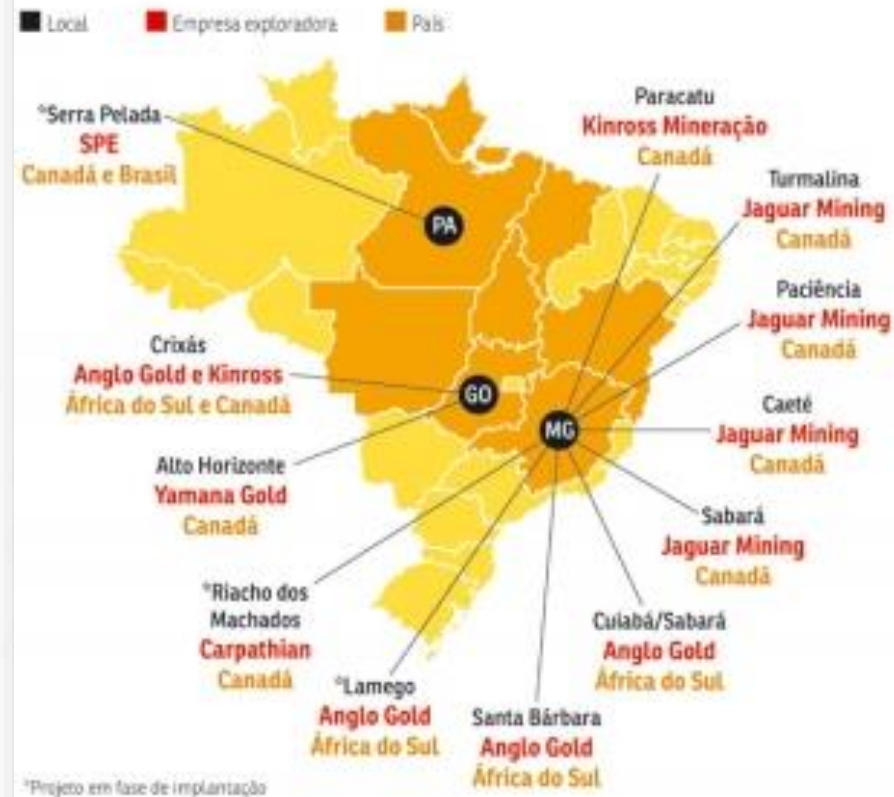 Local
Empresa exploradora
País
*Serra Pelada
SPE
Canadá e Brasil
PA
Paracatu
Kinross Mineração
Canadá
Turmalina
Jaguar Mining
Canadá
Paciência
Jaguar Mining
Canadá
Crixás
Anglo Gold e Kinross
África do Sul e Canadá
GO
MG
Caeté
Jaguar Mining
Canadá
Alto Horizonte
Yamana Gold
Canadá
Sabará
Jaguar Mining
Canadá
*Riacho dos
Machados
Carpathian
Canadá
Cuiabá/Sabará
Anglo Gold
África do Sul
*Lamego
Anglo Gold
África do Sul
Santa Bárbara
Anglo Gold
África do Sul
*Projeto em fase de implantação